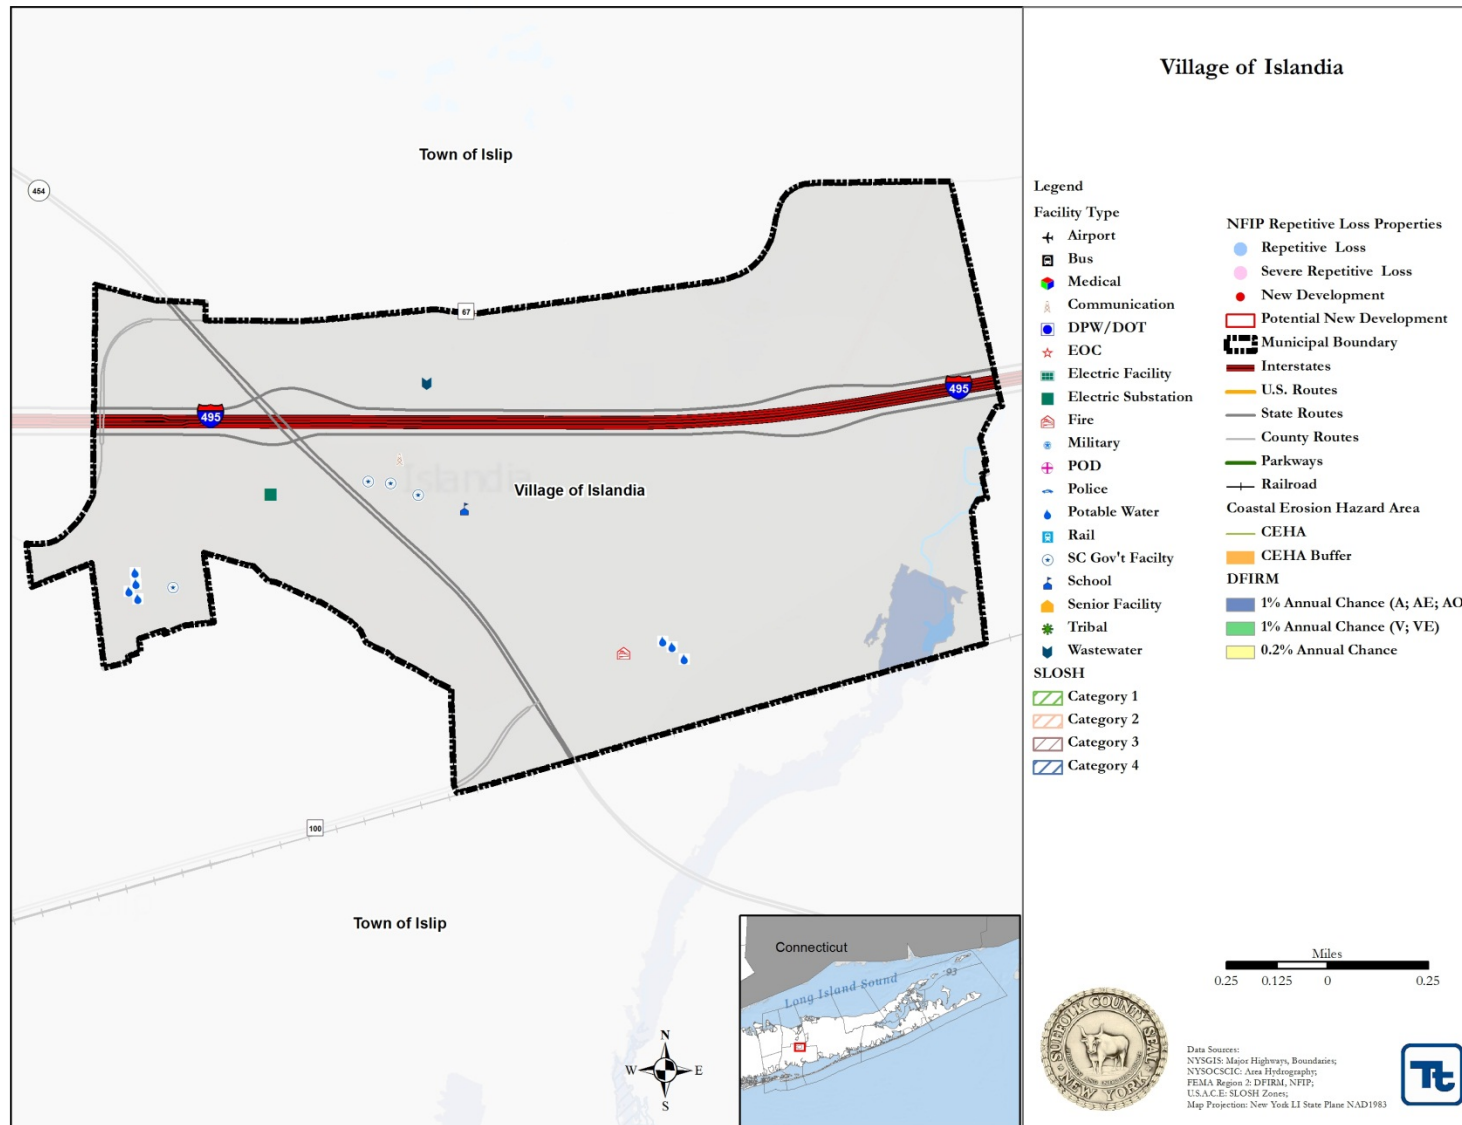 Village of Islandia
Town of Islip
454
67
495
495
Islandia
Village of Islandia
100
Town of Islip
Connecticut
Long Island Sound
93
N
W
E
S
Legend
Facility Type
Airport
Bus
Medical
Communication
DPW/DOT
EOC
Electric Facility
Electric Substation
Fire
Military
POD
Police
Potable Water
Rail
SC Gov't Facilty
School
Senior Facility
Tribal
Wastewater
SLOSH
Category 1
Category 2
Category 3
Category 4
NFIP Repetitive Loss Properties
Repetitive Loss
Severe Repetitive Loss
New Development
Potential New Development
Municipal Boundary
Interstates
U.S. Routes
State Routes
County Routes
Parkways
Railroad
Coastal Erosion Hazard Area
CEHA
CEHA Buffer
DFIRM
1% Annual Chance (A; AE; AO
1% Annual Chance (V; VE)
0.2% Annual Chance
Miles
0.25 0.125 0 0.25
SUFFOLK COUNTY SEAL
NEW YORK
Data Sources:
NYSGIS: Major Highways, Boundaries;
NYSOCSCIC: Area Hydrography;
FEMA Region 2: DFIRM, NFIP;
U.S.A.C.E: SLOSH Zones;
Map Projection: New York LI State Plane NAD1983
Tt